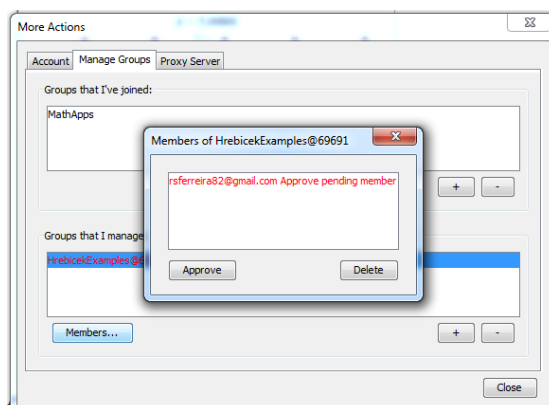 More Actions
Account Manage Groups Proxy Server
Groups that I've joined:
MathApps
Members of HrebicekExamples@69691
rsferreira82@gmail.com Approve pending member
+ -
Groups that I manage
HrebicekExamples@6
Approve Delete
Members... + -
Close